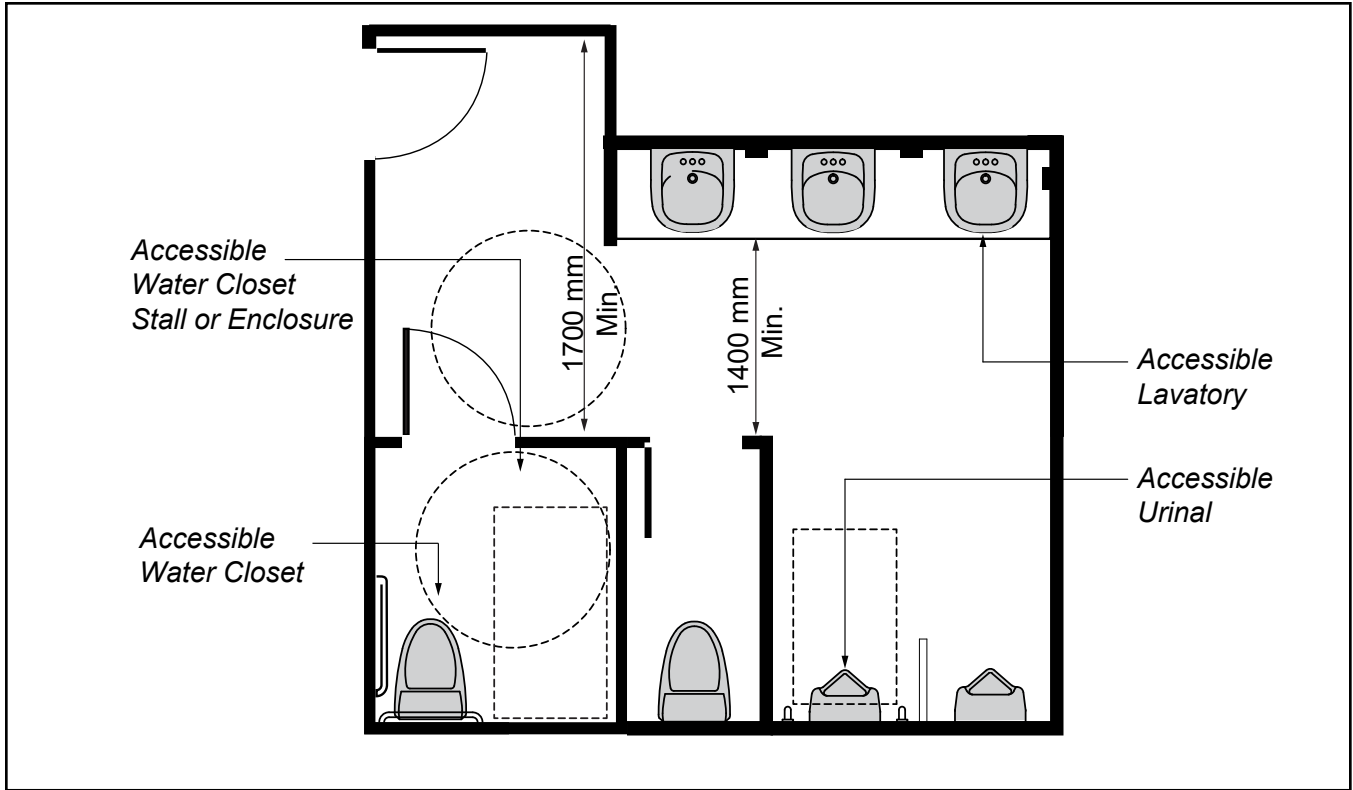 Accessible
Water Closet
Stall or Enclosure
Accessible
Water Closet
1700 mm
Min.
1400 mm
Min.
Accessible
Lavatory
Accessible
Urinal